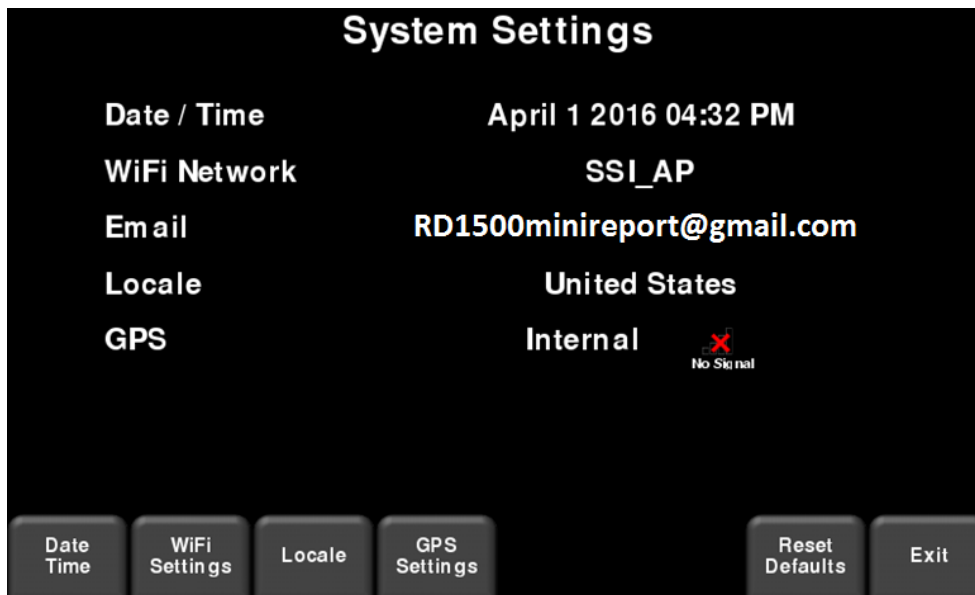 System Settings
Date / Time April 1 2016 04:32 PM
WiFi Network SSI_AP
Email RD1500minireport@gmail.com
Locale United States
GPS Internal
No Signal
Date Time
WiFi Settings
Locale
GPS Settings
Reset Defaults
Exit